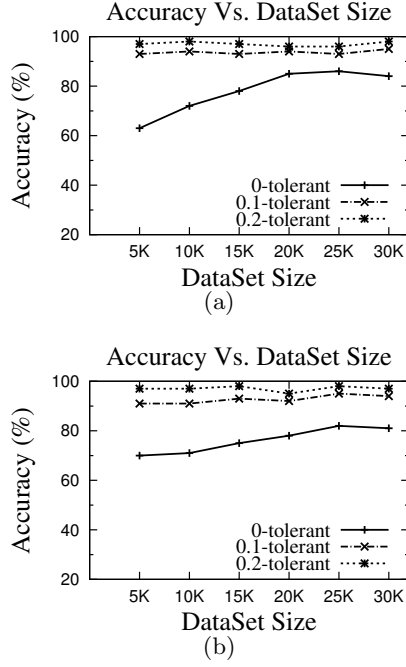 Accuracy Vs. DataSet Size
100
80
60
40
20
Accuracy (%)
0-tolerant
0.1-tolerant
0.2-tolerant
5K 10K 15K 20K 25K 30K
DataSet Size
(a)
Accuracy Vs. DataSet Size
100
80
60
40
20
Accuracy (%)
0-tolerant
0.1-tolerant
0.2-tolerant
5K 10K 15K 20K 25K 30K
DataSet Size
(b)